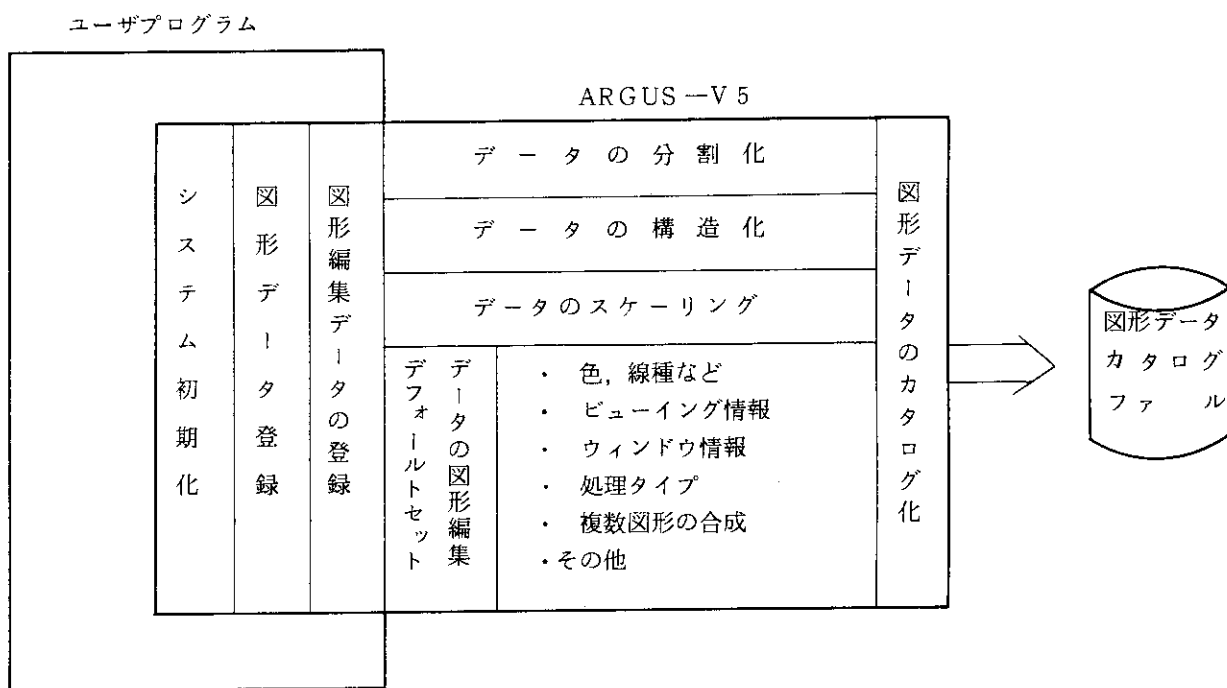 ユーザプログラム
ARGUS—V5
システム初期化
図形データ登録
図形編集データの登録
データの分割化
データの構造化
データのスケーリング
データの図形編集
デフォールトセット
・ 色,線種など
・ ビューイング情報
・ ウィンドウ情報
・ 処理タイプ
・ 複数図形の合成
・その他
図形データのカタログ化
図形データ
カタログ
ファル